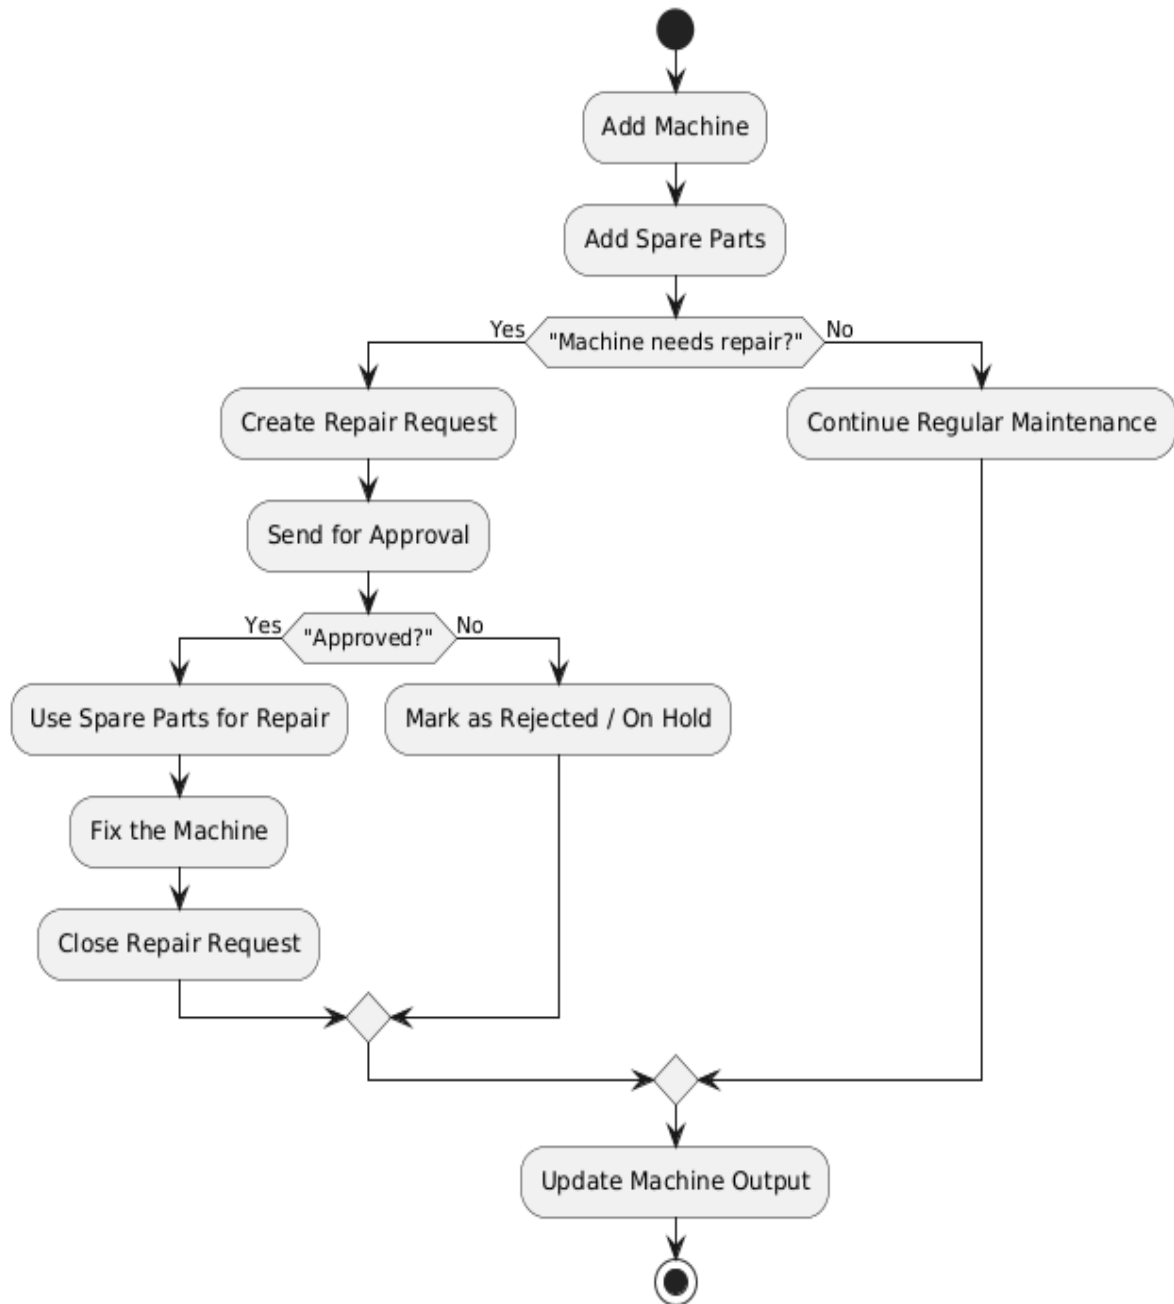 Add Machine
Add Spare Parts
Yes
"Machine needs repair?"
No
Create Repair Request
Continue Regular Maintenance
Send for Approval
Yes
"Approved?"
No
Use Spare Parts for Repair
Mark as Rejected / On Hold
Fix the Machine
Close Repair Request
Update Machine Output